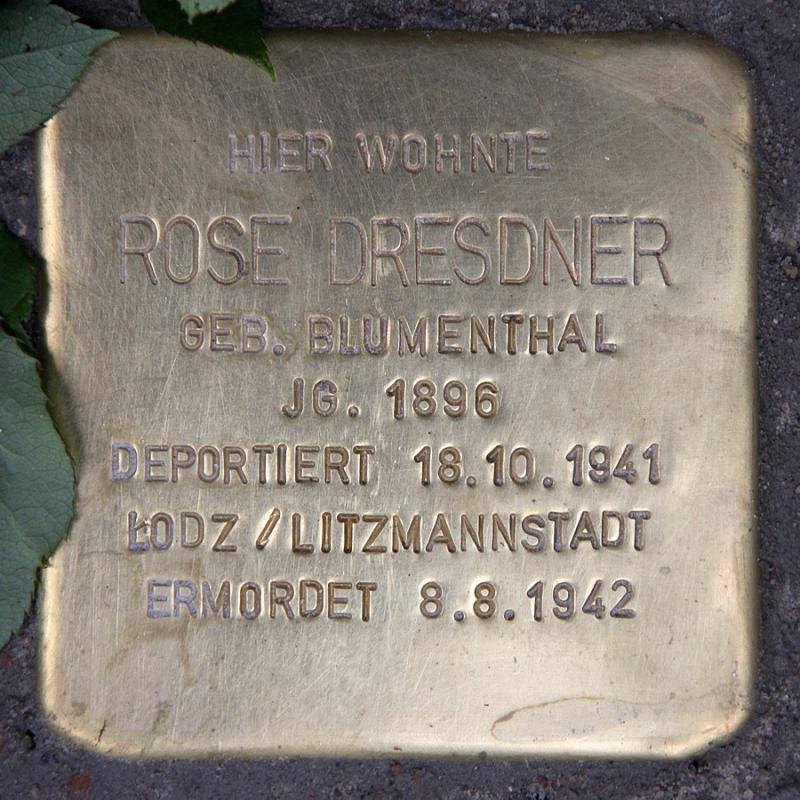 HIER WOHNTE
ROSE DRESDNER
GEB. BLUMENTHAL
JG. 1896
DEPORTIERT 18.10.1941
ŁODZ / LITZMANNSTADT
ERMORDET 8.8.1942